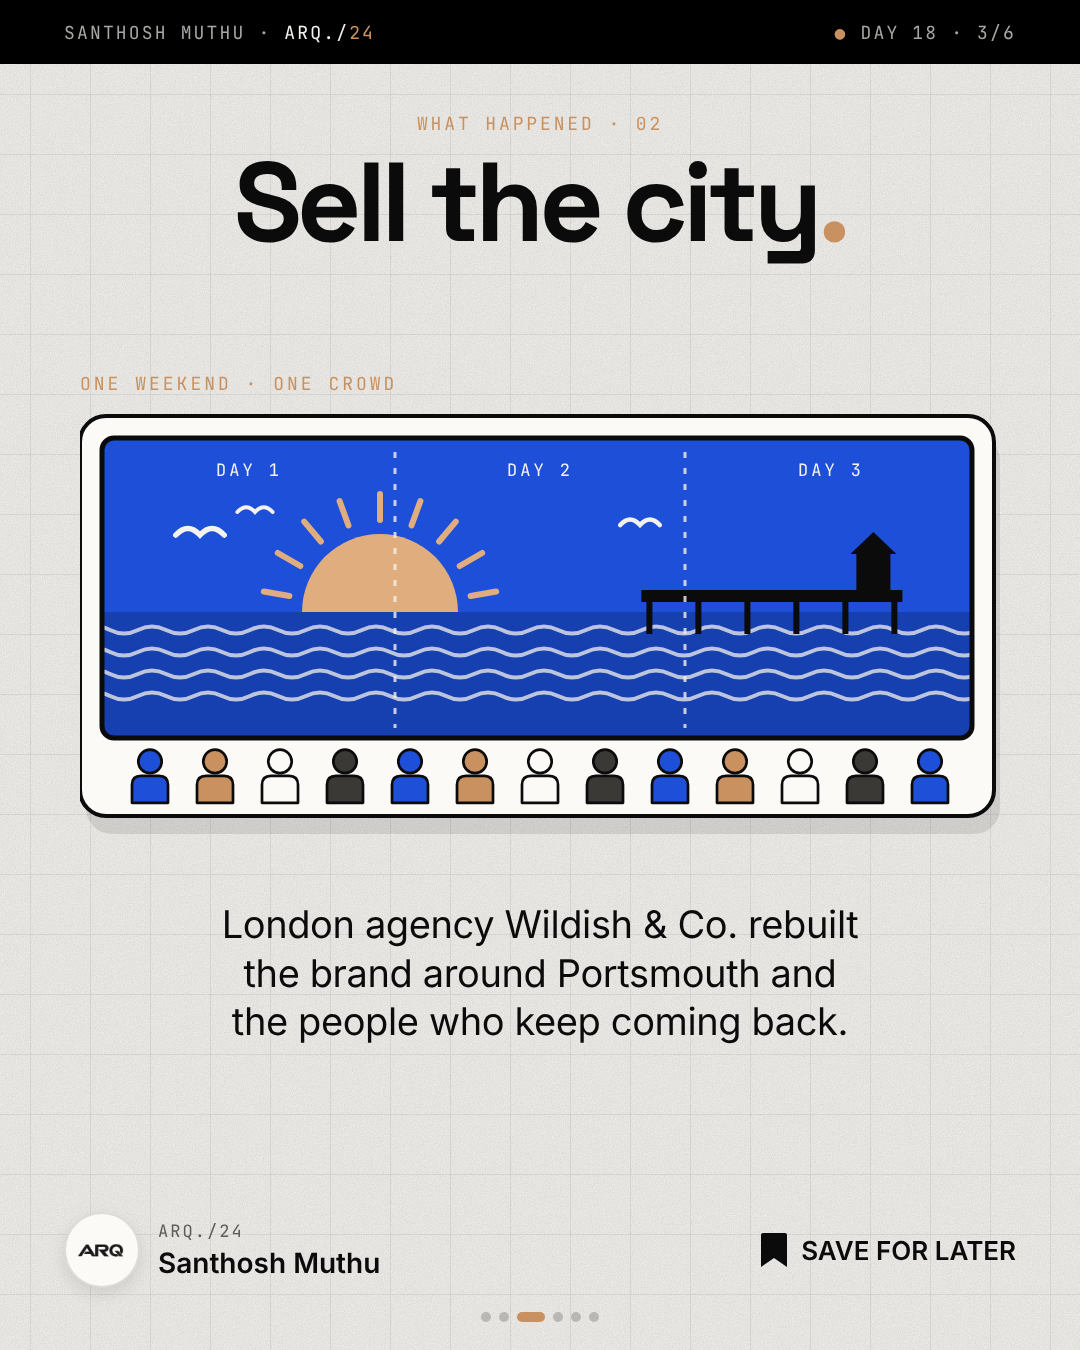 SANTHOSH MUTHU · ARQ./24
● DAY 18 · 3/6
WHAT HAPPENED · 02
Sell the city.
ONE WEEKEND · ONE CROWD
DAY 1
DAY 2
DAY 3
London agency Wildish & Co. rebuilt
the brand around Portsmouth and
the people who keep coming back.
ARQ
ARQ./24
Santhosh Muthu
SAVE FOR LATER